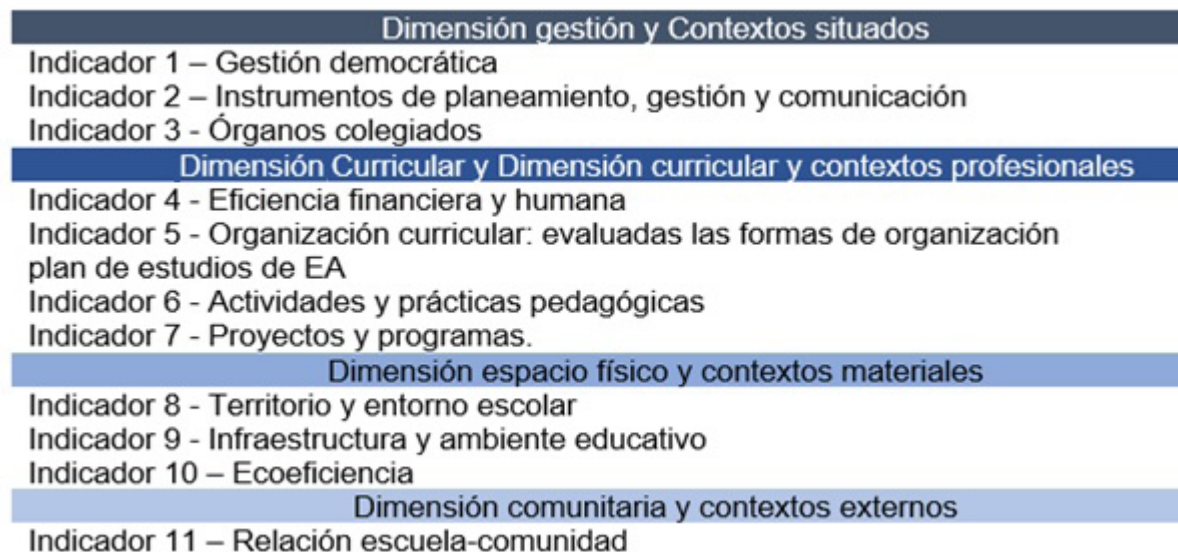 Dimensión gestión y Contextos situados
Indicador 1 – Gestión democrática
Indicador 2 – Instrumentos de planeamiento, gestión y comunicación
Indicador 3 - Órganos colegiados
Dimensión Curricular y Dimensión curricular y contextos profesionales
Indicador 4 - Eficiencia financiera y humana
Indicador 5 - Organización curricular: evaluadas las formas de organización
plan de estudios de EA
Indicador 6 - Actividades y prácticas pedagógicas
Indicador 7 - Proyectos y programas.
Dimensión espacio físico y contextos materiales
Indicador 8 - Territorio y entorno escolar
Indicador 9 - Infraestructura y ambiente educativo
Indicador 10 – Ecoeficiencia
Dimensión comunitaria y contextos externos
Indicador 11 – Relación escuela-comunidad